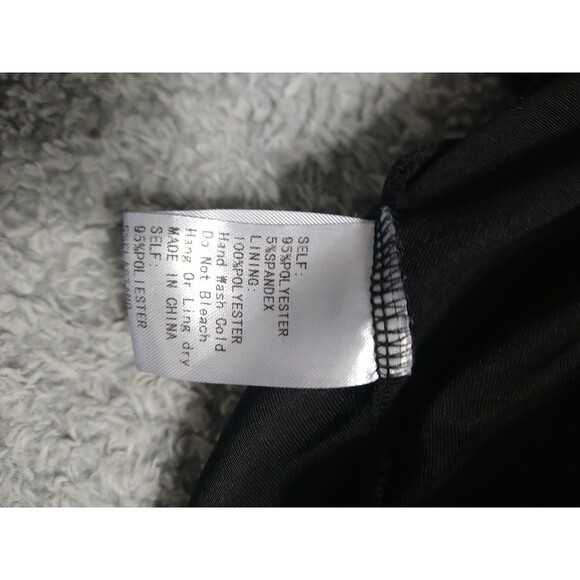 SELF:
95%POLYESTER
5%SPANDEX
LINING:
100%POLYESTER
Hand Wash Cold
Do Not Bleach
Hang Or Ling dry
MADE IN CHINA
SELF:
95%POLYESTER